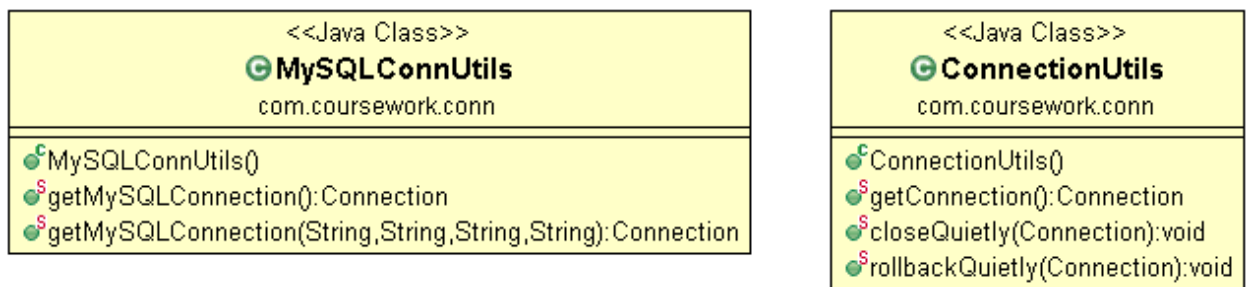 <<Java Class>>
MySQLConnUtils
com.coursework.conn
MySQLConnUtils()
getMySQLConnection():Connection
getMySQLConnection(String,String,String,String):Connection
<<Java Class>>
ConnectionUtils
com.coursework.conn
ConnectionUtils()
getConnection():Connection
closeQuietly(Connection):void
rollbackQuietly(Connection):void